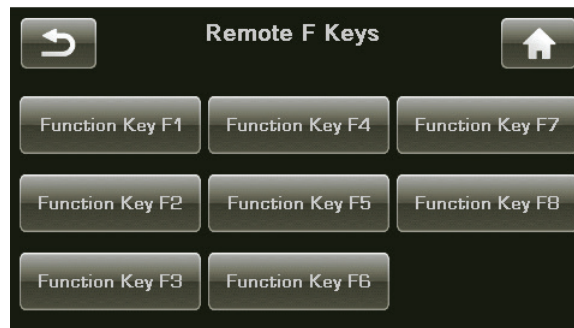 Remote F Keys
Function Key F1 Function Key F4 Function Key F7
Function Key F2 Function Key F5 Function Key F8
Function Key F3 Function Key F6